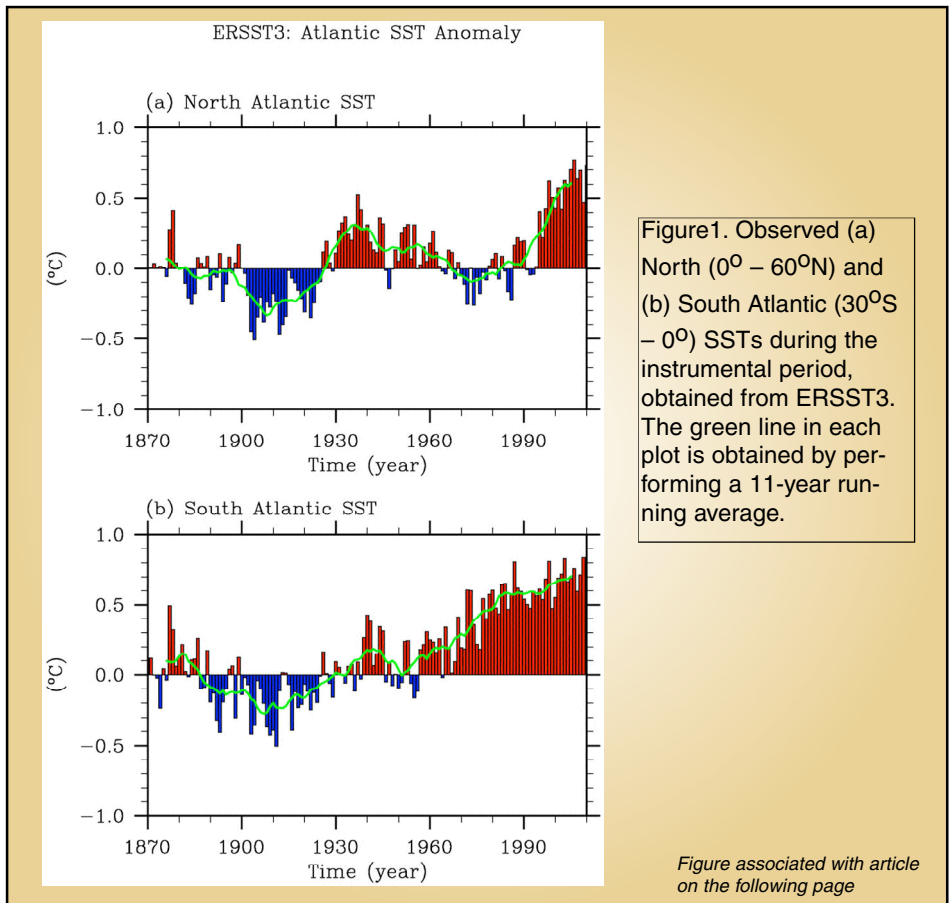 ERSST3: Atlantic SST Anomaly
(a) North Atlantic SST
1.0
0.5
0.0
−0.5
−1.0
(°C)
1870 1900 1930 1960 1990
Time (year)
(b) South Atlantic SST
1.0
0.5
0.0
−0.5
−1.0
(°C)
1870 1900 1930 1960 1990
Time (year)
Figure1. Observed (a)
North (0º – 60ºN) and
(b) South Atlantic (30ºS
– 0º) SSTs during the
instrumental period,
obtained from ERSST3.
The green line in each
plot is obtained by per-
forming a 11-year run-
ning average.
Figure associated with article
on the following page